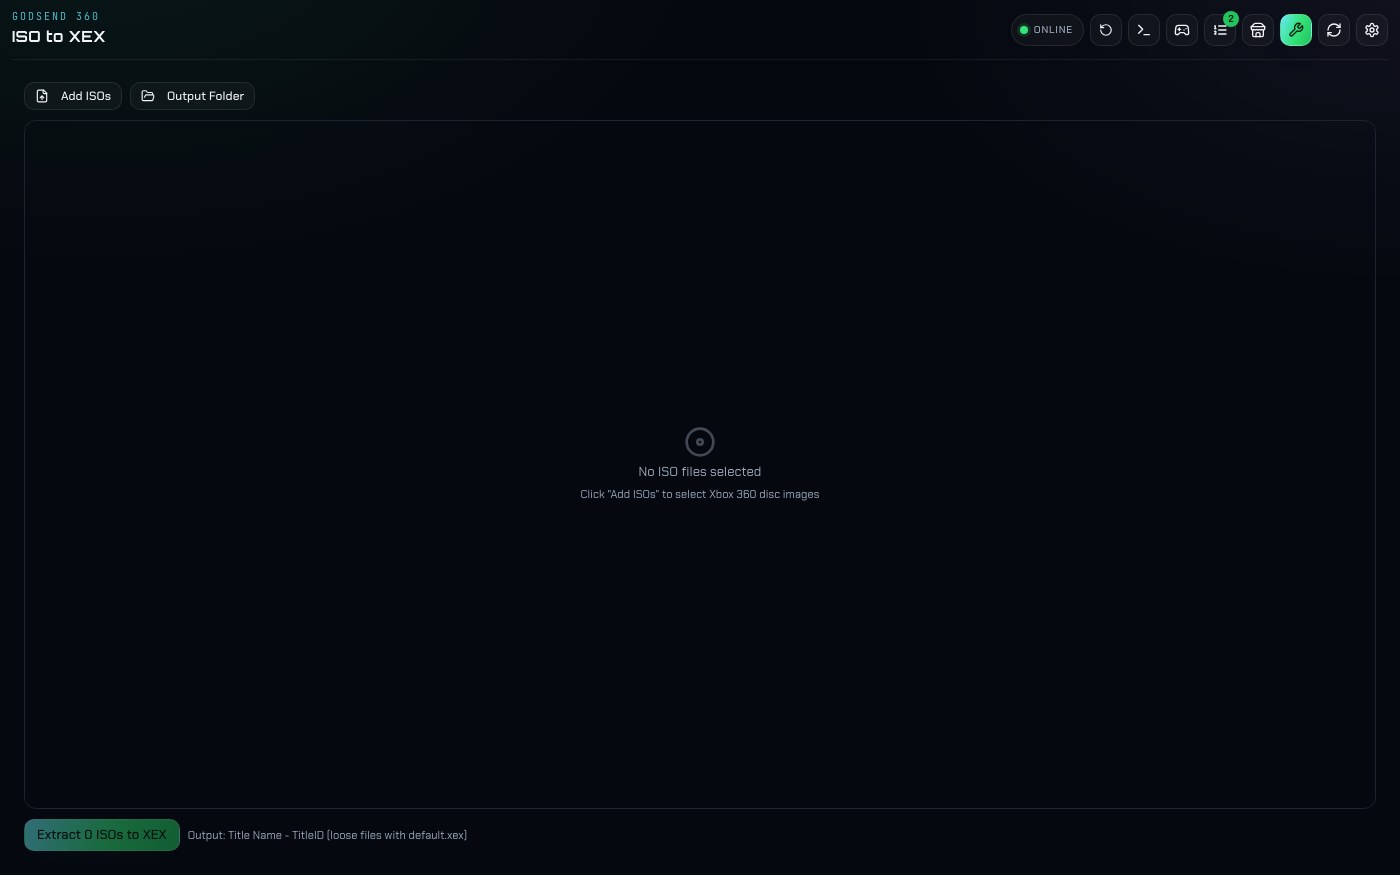 GODSEND 360
ISO to XEX
ONLINE
2
Add ISOs
Output Folder
No ISO files selected
Click "Add ISOs" to select Xbox 360 disc images
Extract 0 ISOs to XEX
Output: Title Name - TitleID (loose files with default.xex)